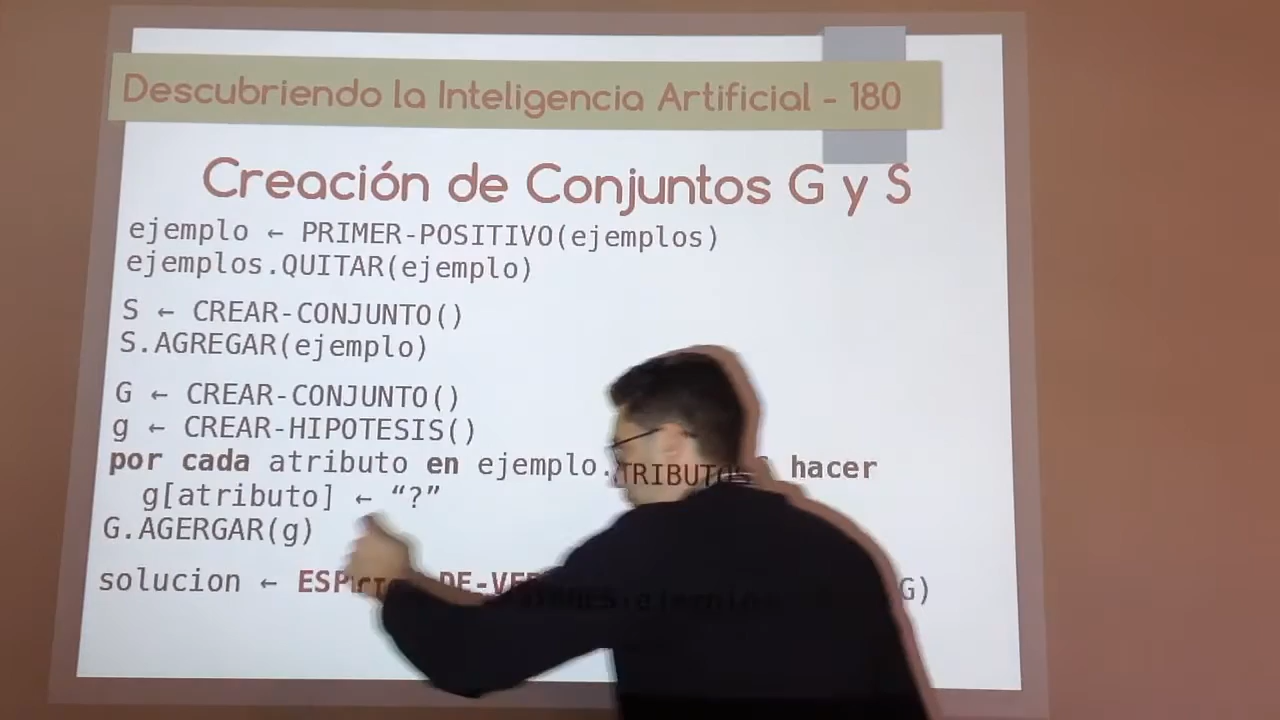 Descubriendo la Inteligencia Artificial - 180
Creación de Conjuntos G y S
ejemplo ← PRIMER-POSITIVO(ejemplos)
ejemplos.QUITAR(ejemplo)
S ← CREAR-CONJUNTO()
S.AGREGAR(ejemplo)
G ← CREAR-CONJUNTO()
g ← CREAR-HIPOTESIS()
por cada atributo en ejemplo.ATRIBUTOS hacer
g[atributo] ← “?”
G.AGERGAR(g)
solucion ← G)